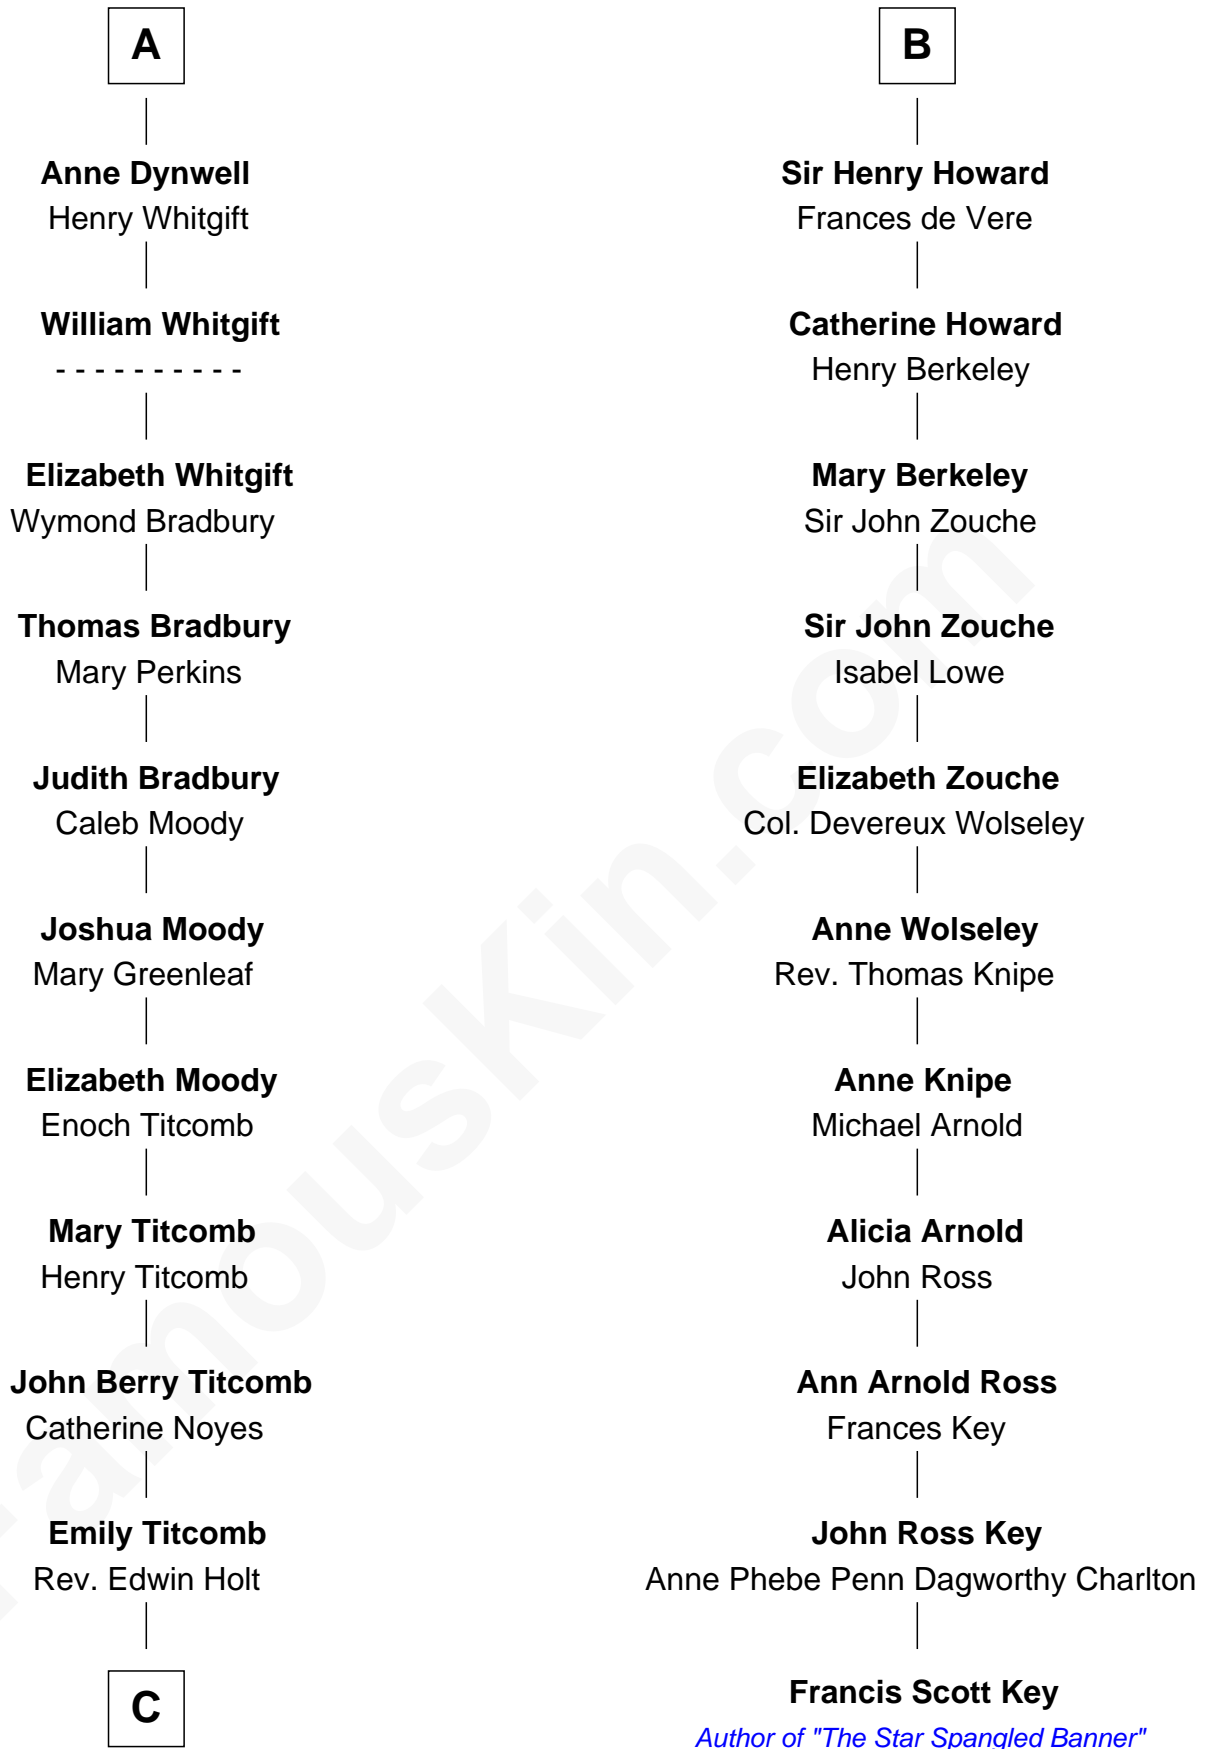 A
Anne Dynwell
Henry Whitgift
William Whitgift
- - - - - - - - - -
Elizabeth Whitgift
Wymond Bradbury
Thomas Bradbury
Mary Perkins
Judith Bradbury
Caleb Moody
Joshua Moody
Mary Greenleaf
Elizabeth Moody
Enoch Titcomb
Mary Titcomb
Henry Titcomb
John Berry Titcomb
Catherine Noyes
Emily Titcomb
Rev. Edwin Holt
C
B
Sir Henry Howard
Frances de Vere
Catherine Howard
Henry Berkeley
Mary Berkeley
Sir John Zouche
Sir John Zouche
Isabel Lowe
Elizabeth Zouche
Col. Devereux Wolseley
Anne Wolseley
Rev. Thomas Knipe
Anne Knipe
Michael Arnold
Alicia Arnold
John Ross
Ann Arnold Ross
Frances Key
John Ross Key
Anne Phebe Penn Dagworthy Charlton
Francis Scott Key
Author of "The Star Spangled Banner"
FamousKin.com